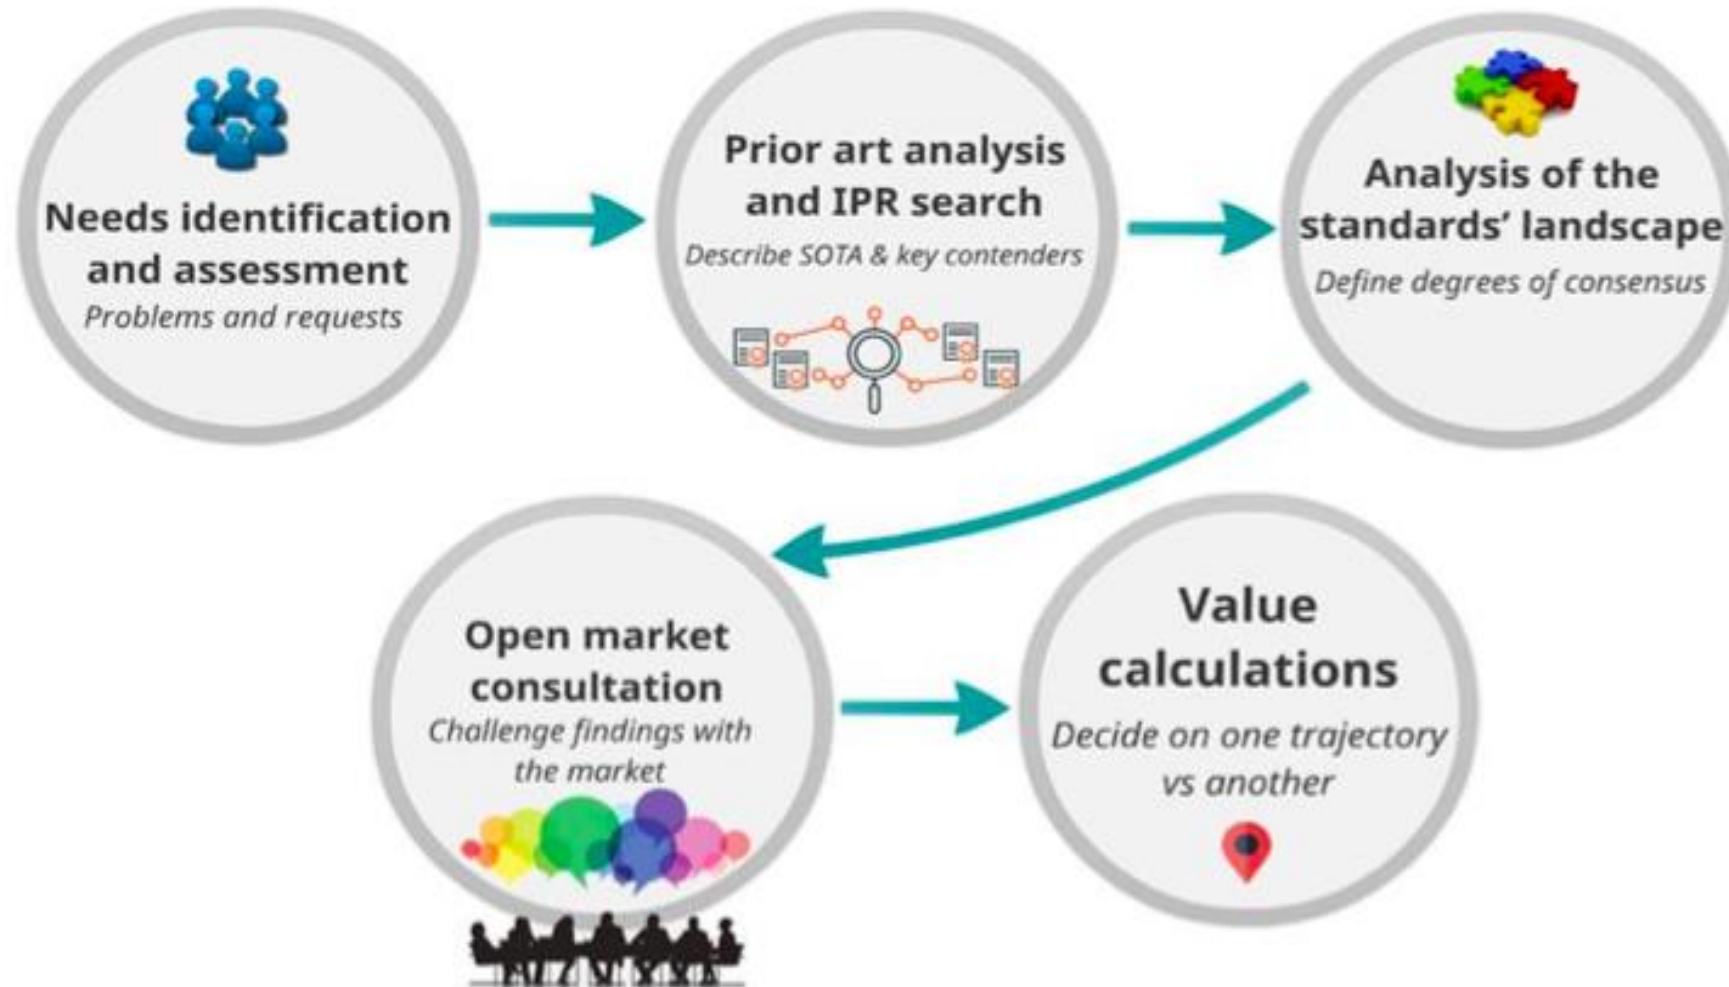 Needs identification
and assessment
Problems and requests
Prior art analysis
and IPR search
Describe SOTA & key contenders
Analysis of the
standards’ landscape
Define degrees of consensus
Open market
consultation
Challenge findings with
the market
Value
calculations
Decide on one trajectory
vs another